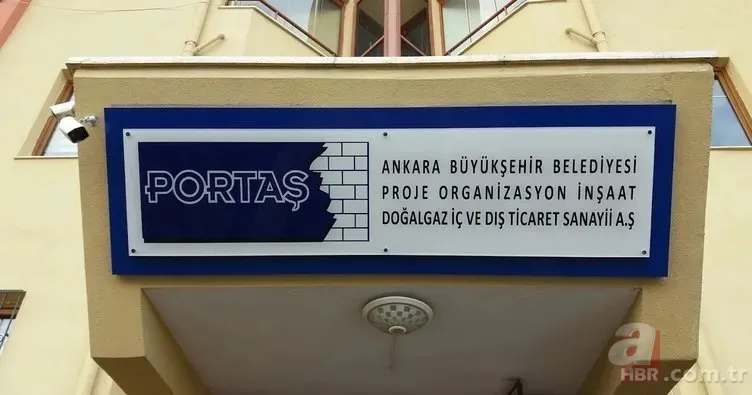 PORTAŞ
ANKARA BÜYÜKŞEHİR BELEDİYESİ
PROJE ORGANİZASYON İNŞAAT
DOĞALGAZ İÇ VE DIŞ TİCARET SANAYİİ A.Ş
a
HBR.com.tr